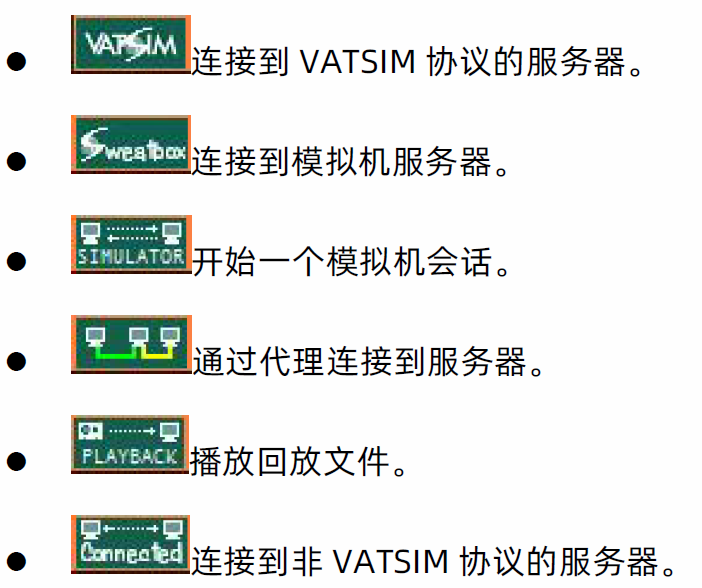 ● VATSIM 连接到 VATSIM 协议的服务器。
● Sweatbox 连接到模拟机服务器。
● SIMULATOR 开始一个模拟机会话。
● 通过代理连接到服务器。
● PLAYBACK 播放回放文件。
● Connected 连接到非 VATSIM 协议的服务器。